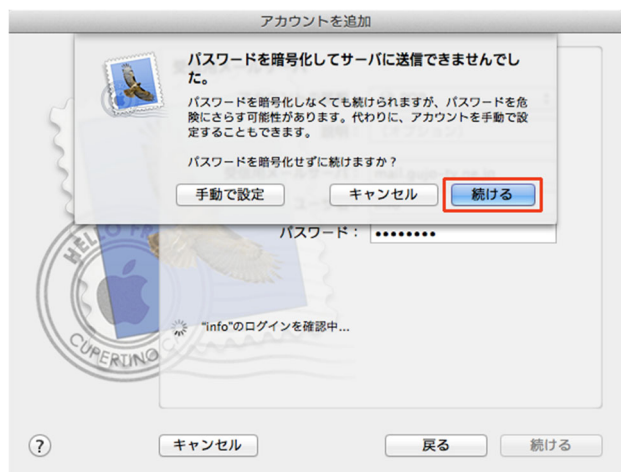 アカウントを追加
パスワードを暗号化してサーバに送信できませんでし
た。
パスワードを暗号化しなくても続けられますが、パスワードを危
険にさらす可能性があります。代わりに、アカウントを手動で設
定することもできます。
パスワードを暗号化せずに続けますか？
手動で設定 キャンセル 続ける
パスワード： ••••••••
HELLO FR
"info"のログインを確認中...
CUPERTINO
? キャンセル 戻る 続ける